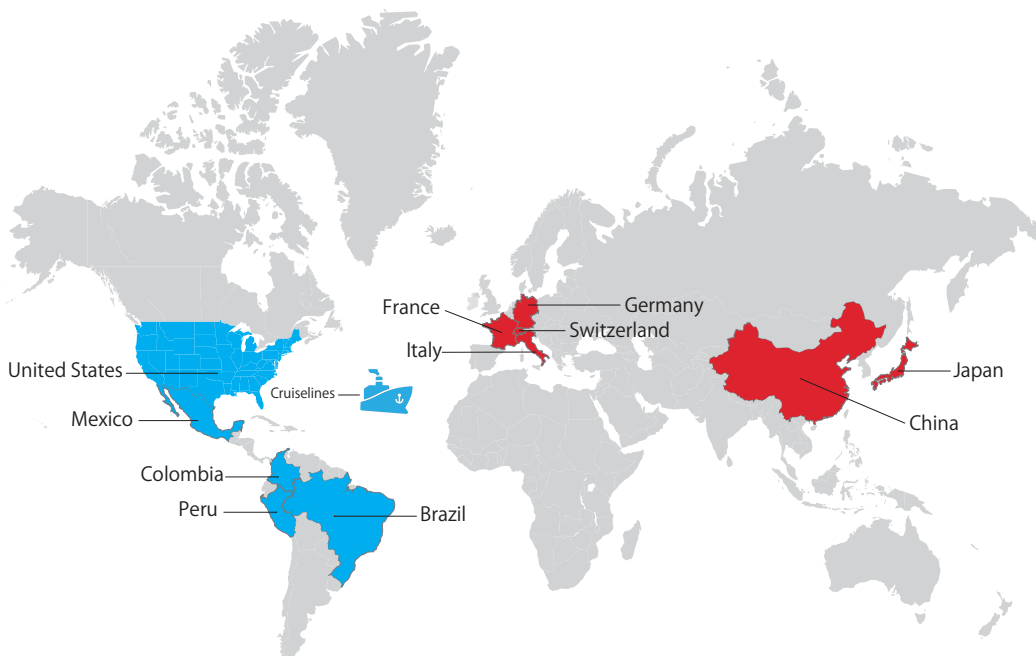 France
Germany
Switzerland
Italy
United States
Cruiselines
Japan
Mexico
China
Colombia
Peru
Brazil